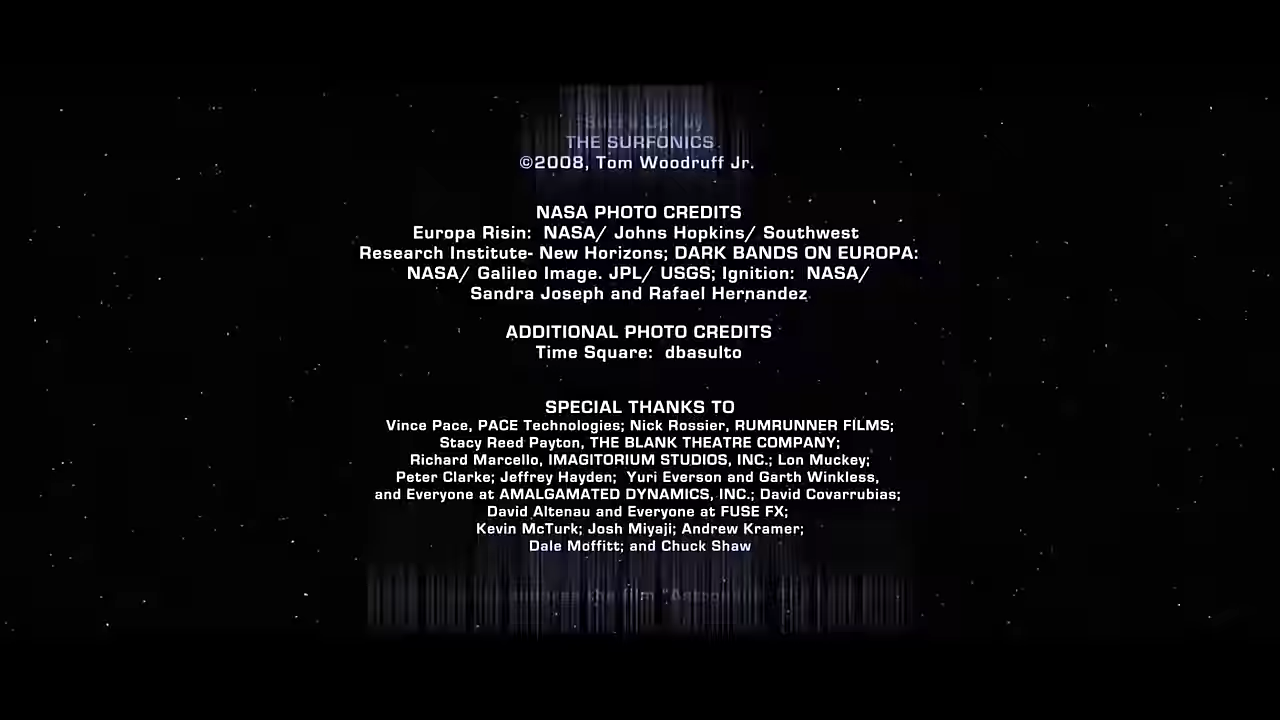 THE SURFONICS
©2008, Tom Woodruff Jr.
NASA PHOTO CREDITS
Europa Risin: NASA/ Johns Hopkins/ Southwest
Research Institute- New Horizons; DARK BANDS ON EUROPA:
NASA/ Galileo Image. JPL/ USGS; Ignition: NASA/
Sandra Joseph and Rafael Hernandez
ADDITIONAL PHOTO CREDITS
Time Square: dbasulto
SPECIAL THANKS TO
Vince Pace, PACE Technologies; Nick Rossier, RUMRUNNER FILMS;
Stacy Reed Payton, THE BLANK THEATRE COMPANY;
Richard Marcello, IMAGITORIUM STUDIOS, INC.; Lon Muckey;
Peter Clarke; Jeffrey Hayden; Yuri Everson and Garth Winkless,
and Everyone at AMALGAMATED DYNAMICS, INC.; David Covarrubias;
David Altenau and Everyone at FUSE FX;
Kevin McTurk; Josh Miyaji; Andrew Kramer;
Dale Moffitt; and Chuck Shaw
the film